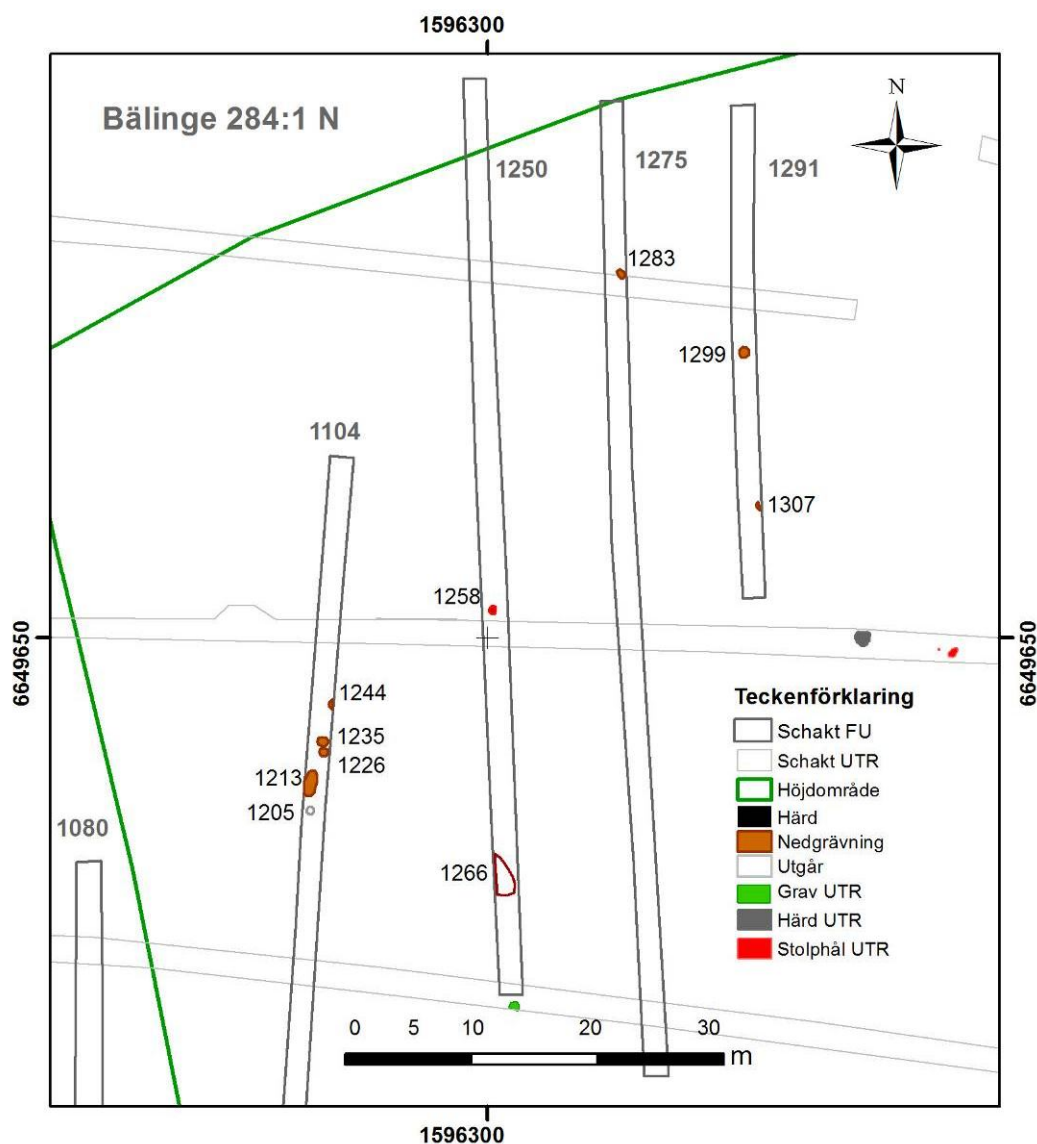 1596300
N
Bälinge 284:1 N
1250
1275
1291
1283
1299
1104
1307
1258
6649650
6649650
1244
1235
1226
1213
1205
1080
1266
Teckenförklaring
Schakt FU
Schakt UTR
Höjdområde
Härd
Nedgrävning
Utgår
Grav UTR
Härd UTR
Stolphål UTR
0 5 10 20 30
m
1596300